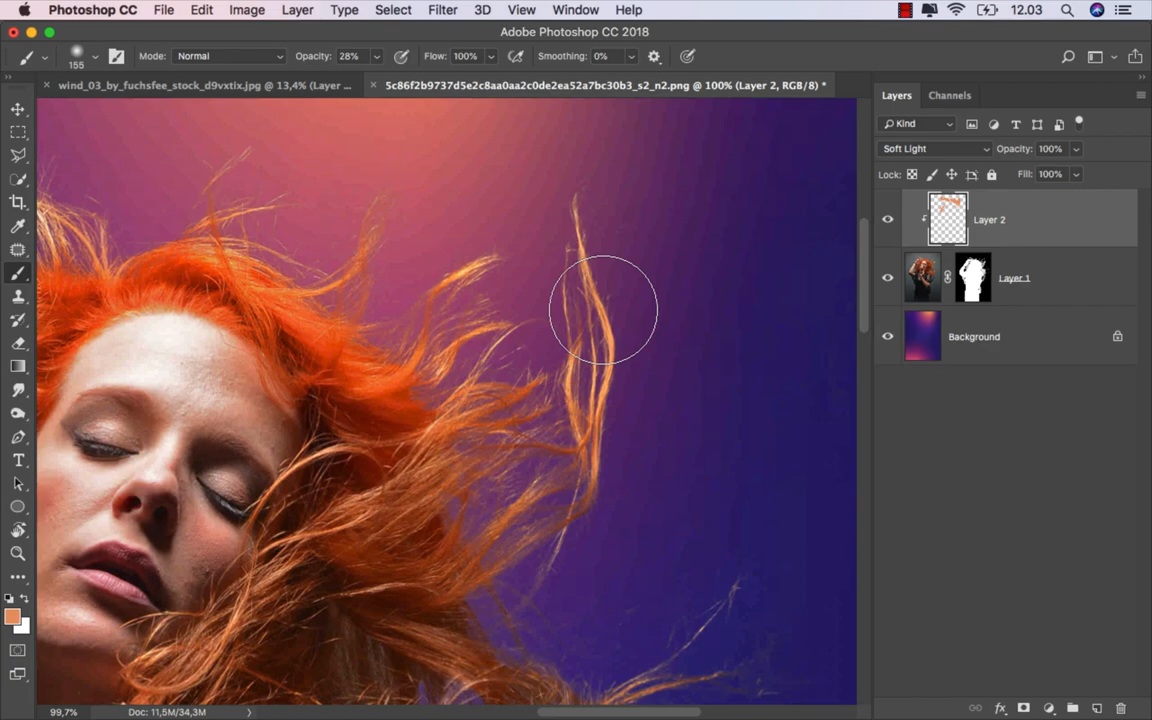 Photoshop CC File Edit Image Layer Type Select Filter 3D View Window Help 12.03
Adobe Photoshop CC 2018
155 Mode: Normal Opacity: 28% Flow: 100% Smoothing: 0%
wind_03_by_fuchsfee_stock_d9vxtix.jpg @ 13,4% (Layer ...
5c86f2b9737d5e2c8aa0aa2c0de2ea52a7bc30b3_s2_n2.png @ 100% (Layer 2, RGB/8) *
Layers Channels
Kind
Soft Light Opacity: 100%
Lock: Fill: 100%
Layer 2
Layer 1
Background
99,7% Doc: 11,5M/34,3M